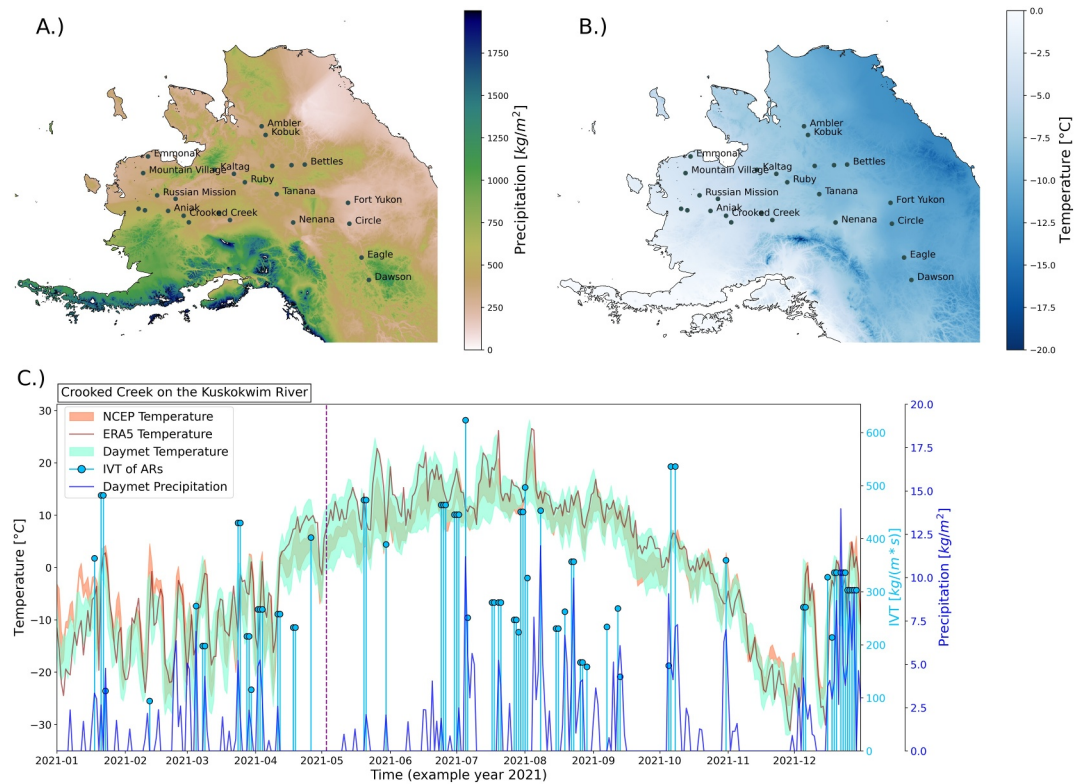 A.)
Ambler
Kobuk
Emmonak
Mountain Village
Kaltag
Bettles
Ruby
Russian Mission
Tanana
Aniak
Crooked Creek
Fort Yukon
Nenana
Circle
Eagle
Dawson
1750
1500
1250
1000
750
500
250
0
Precipitation [kg/m²]
B.)
Ambler
Kobuk
Emmonak
Mountain Village
Kaltag
Bettles
Ruby
Russian Mission
Tanana
Aniak
Crooked Creek
Fort Yukon
Nenana
Circle
Eagle
Dawson
0.0
−2.5
−5.0
−7.5
−10.0
−12.5
−15.0
−17.5
−20.0
Temperature [°C]
C.)
Crooked Creek on the Kuskokwim River
NCEP Temperature
ERA5 Temperature
Daymet Temperature
IVT of ARs
Daymet Precipitation
Temperature [°C]
30
20
10
0
−10
−20
−30
600
500
400
300
200
100
0
IVT [kg/(m * s)]
20.0
17.5
15.0
12.5
10.0
7.5
5.0
2.5
0.0
Precipitation [kg/m²]
2021-01 2021-02 2021-03 2021-04 2021-05 2021-06 2021-07 2021-08 2021-09 2021-10 2021-11 2021-12
Time (example year 2021)